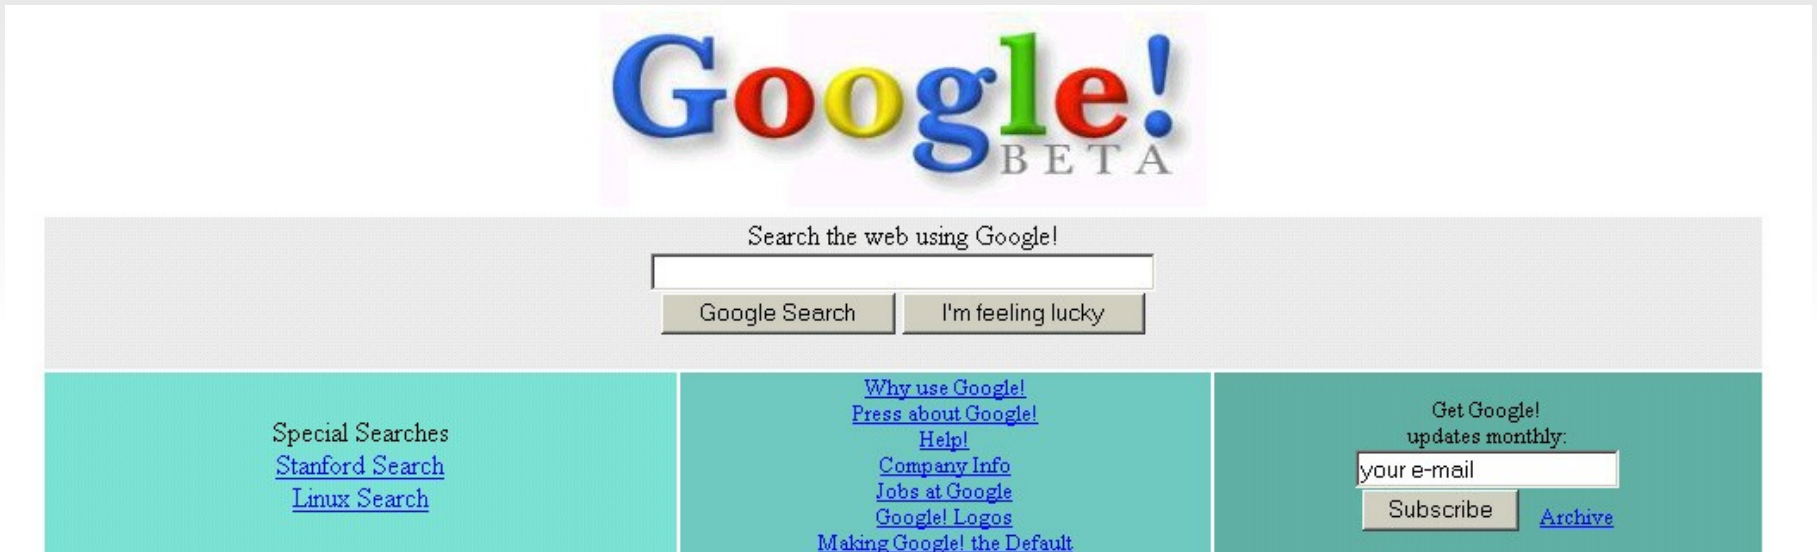 Google!
BETA
Search the web using Google!
Google Search I'm feeling lucky
Special Searches
Stanford Search
Linux Search
Why use Google!
Press about Google!
Help!
Company Info
Jobs at Google
Google! Logos
Making Google! the Default
Get Google!
updates monthly:
your e-mail
Subscribe Archive